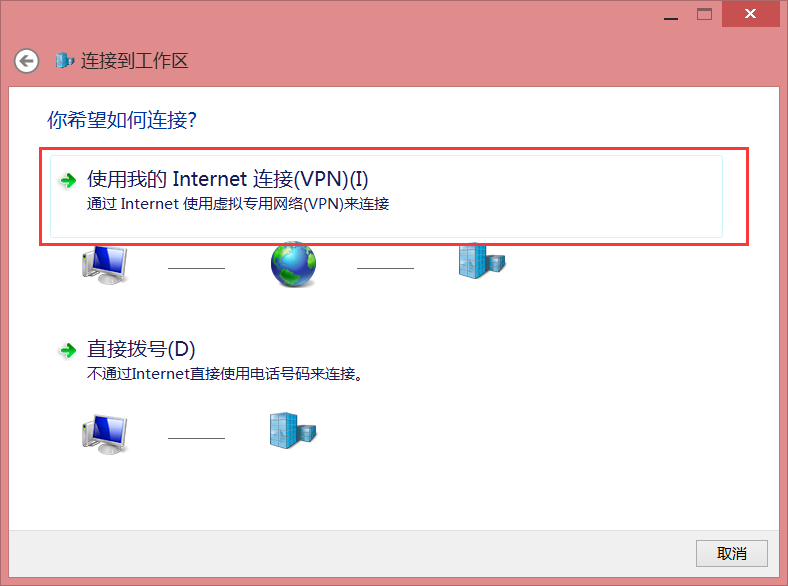 连接到工作区
你希望如何连接?
使用我的 Internet 连接(VPN)(I)
通过 Internet 使用虚拟专用网络(VPN)来连接
直接拨号(D)
不通过Internet直接使用电话号码来连接。
取消